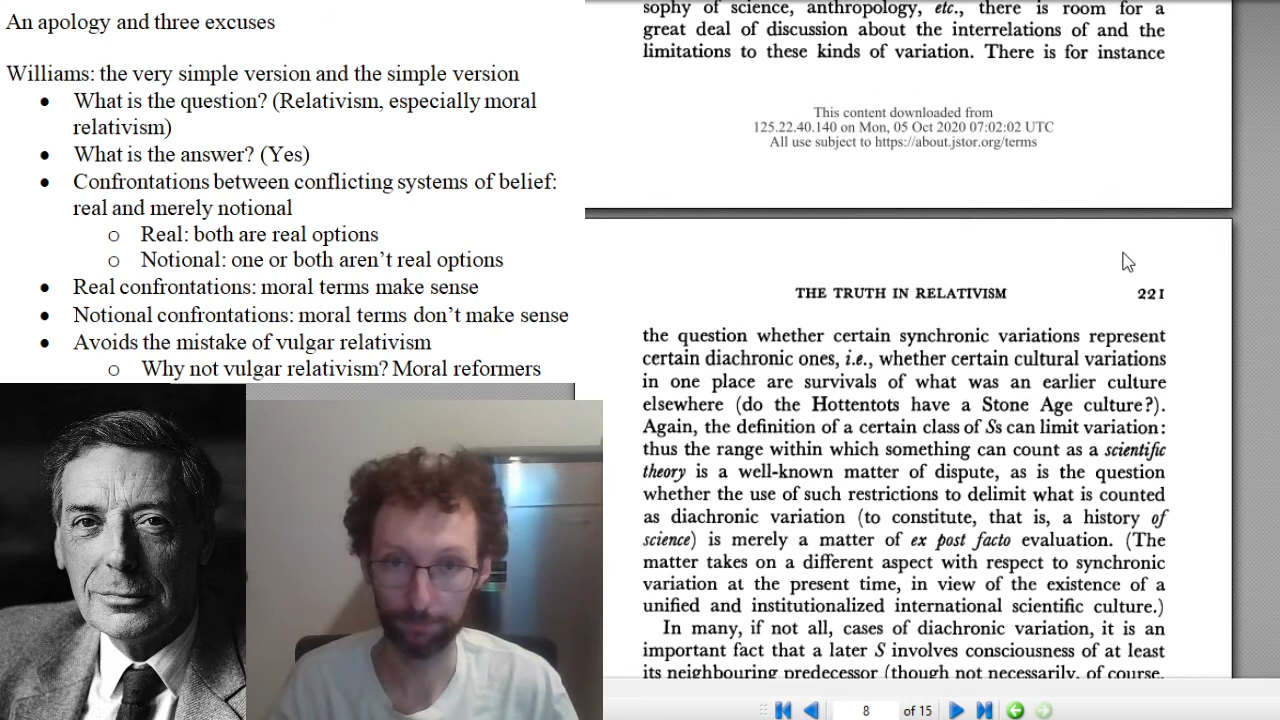 An apology and three excuses
Williams: the very simple version and the simple version
• What is the question? (Relativism, especially moral
relativism)
• What is the answer? (Yes)
• Confrontations between conflicting systems of belief:
real and merely notional
o Real: both are real options
o Notional: one or both aren’t real options
• Real confrontations: moral terms make sense
• Notional confrontations: moral terms don’t make sense
• Avoids the mistake of vulgar relativism
o Why not vulgar relativism? Moral reformers
sophy of science, anthropology, etc., there is room for a
great deal of discussion about the interrelations of and the
limitations to these kinds of variation. There is for instance
This content downloaded from
125.22.40.140 on Mon, 05 Oct 2020 07:02:02 UTC
All use subject to https://about.jstor.org/terms
THE TRUTH IN RELATIVISM 221
the question whether certain synchronic variations represent
certain diachronic ones, i.e., whether certain cultural variations
in one place are survivals of what was an earlier culture
elsewhere (do the Hottentots have a Stone Age culture?).
Again, the definition of a certain class of Ss can limit variation:
thus the range within which something can count as a scientific
theory is a well-known matter of dispute, as is the question
whether the use of such restrictions to delimit what is counted
as diachronic variation (to constitute, that is, a history of
science) is merely a matter of ex post facto evaluation. (The
matter takes on a different aspect with respect to synchronic
variation at the present time, in view of the existence of a
unified and institutionalized international scientific culture.)
In many, if not all, cases of diachronic variation, it is an
important fact that a later S involves consciousness of at least
its neighbouring predecessor (though not necessarily, of course,
8 of 15